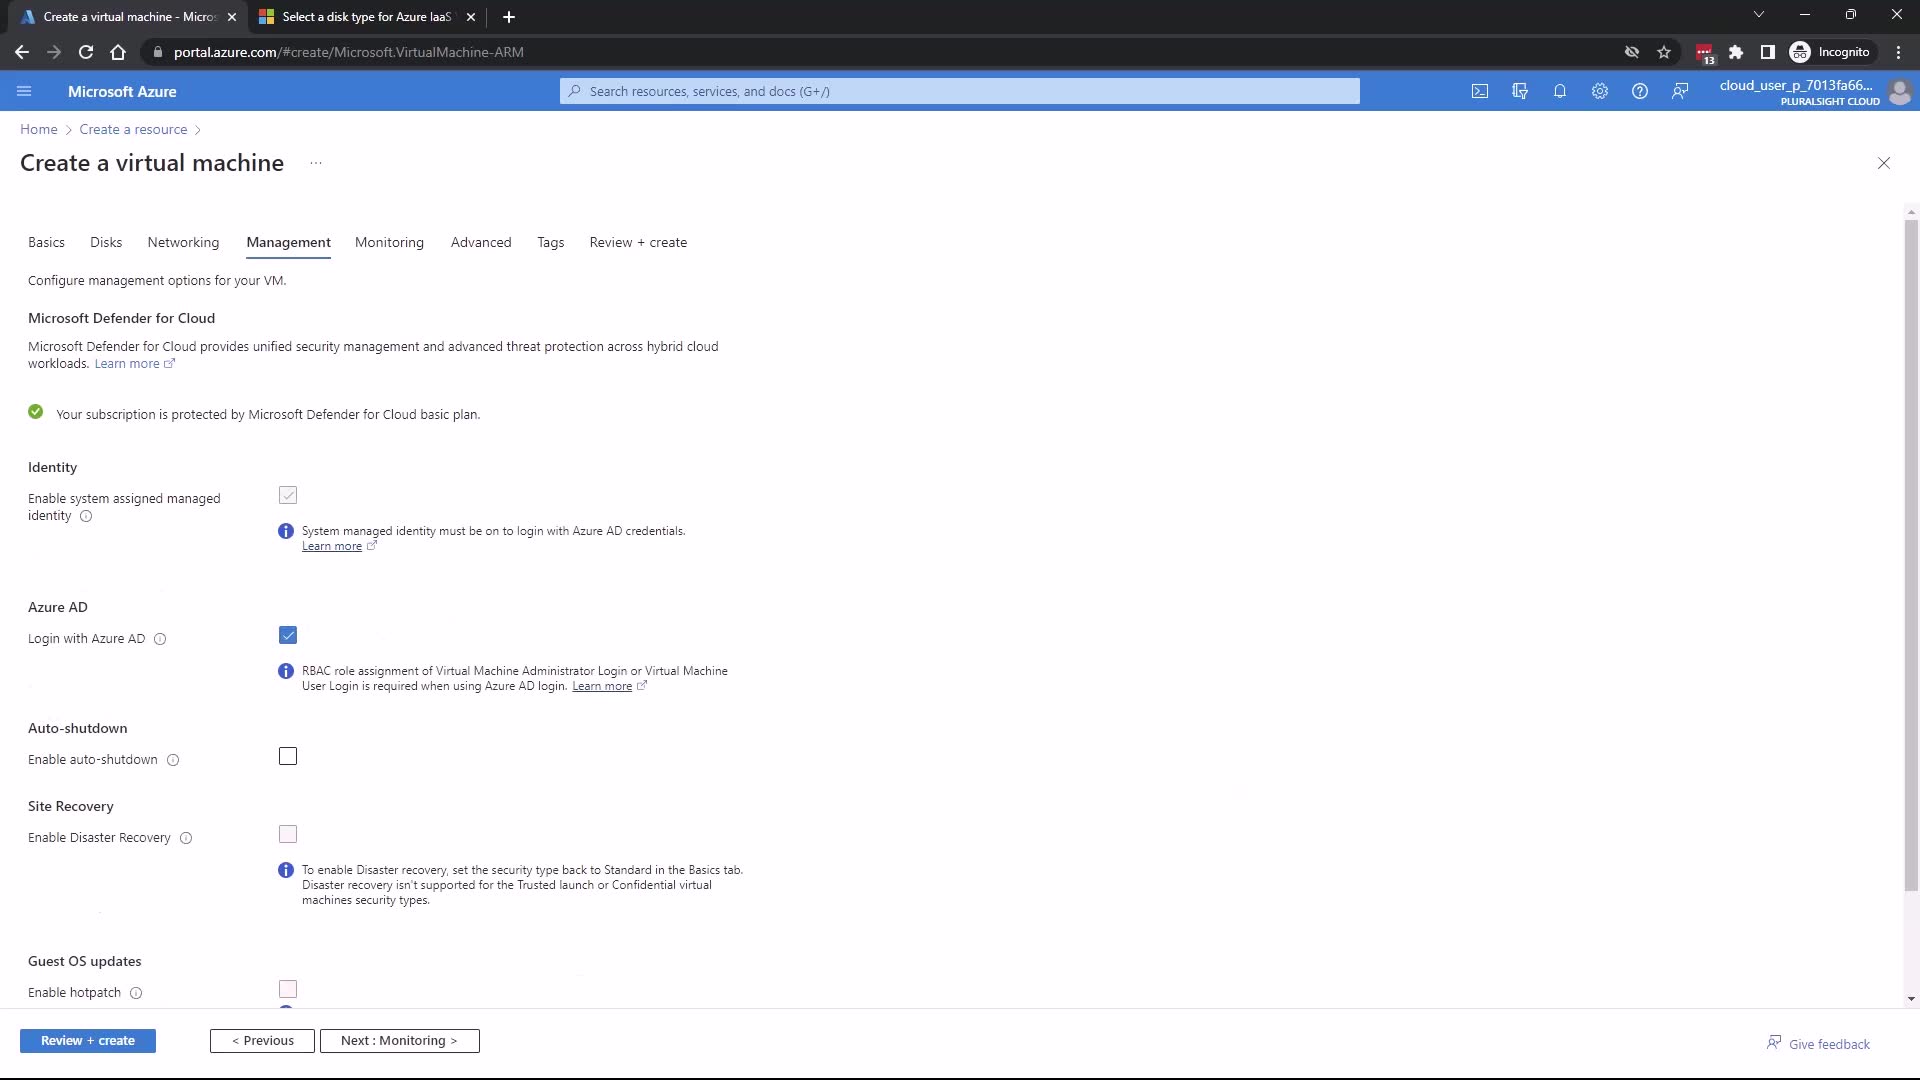 Create a virtual machine - Micros
Select a disk type for Azure IaaS
portal.azure.com/#create/Microsoft.VirtualMachine-ARM
13
Incognito
Microsoft Azure
Search resources, services, and docs (G+/)
cloud_user_p_7013fa66...
PLURALSIGHT CLOUD
Home > Create a resource >
Create a virtual machine ...
Basics Disks Networking Management Monitoring Advanced Tags Review + create
Configure management options for your VM.
Microsoft Defender for Cloud
Microsoft Defender for Cloud provides unified security management and advanced threat protection across hybrid cloud
workloads. Learn more
Your subscription is protected by Microsoft Defender for Cloud basic plan.
Identity
Enable system assigned managed
identity
System managed identity must be on to login with Azure AD credentials.
Learn more
Azure AD
Login with Azure AD
RBAC role assignment of Virtual Machine Administrator Login or Virtual Machine
User Login is required when using Azure AD login. Learn more
Auto-shutdown
Enable auto-shutdown
Site Recovery
Enable Disaster Recovery
To enable Disaster recovery, set the security type back to Standard in the Basics tab.
Disaster recovery isn't supported for the Trusted launch or Confidential virtual
machines security types.
Guest OS updates
Enable hotpatch
Review + create
< Previous
Next : Monitoring >
Give feedback